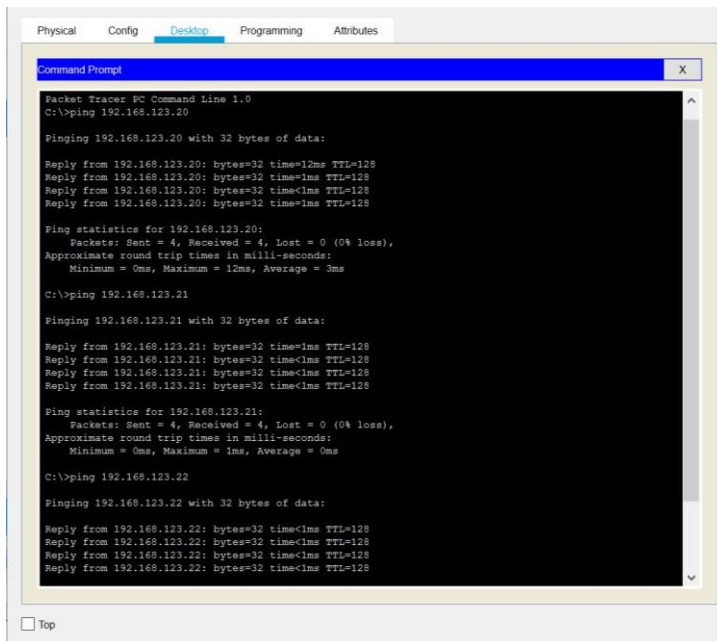 Physical Config Desktop Programming Attributes
Command Prompt X
Packet Tracer PC Command Line 1.0
C:\>ping 192.168.123.20
Pinging 192.168.123.20 with 32 bytes of data:
Reply from 192.168.123.20: bytes=32 time=12ms TTL=128
Reply from 192.168.123.20: bytes=32 time=1ms TTL=128
Reply from 192.168.123.20: bytes=32 time<1ms TTL=128
Reply from 192.168.123.20: bytes=32 time=1ms TTL=128
Ping statistics for 192.168.123.20:
Packets: Sent = 4, Received = 4, Lost = 0 (0% loss),
Approximate round trip times in milli-seconds:
Minimum = 0ms, Maximum = 12ms, Average = 3ms
C:\>ping 192.168.123.21
Pinging 192.168.123.21 with 32 bytes of data:
Reply from 192.168.123.21: bytes=32 time=1ms TTL=128
Reply from 192.168.123.21: bytes=32 time<1ms TTL=128
Reply from 192.168.123.21: bytes=32 time<1ms TTL=128
Reply from 192.168.123.21: bytes=32 time<1ms TTL=128
Ping statistics for 192.168.123.21:
Packets: Sent = 4, Received = 4, Lost = 0 (0% loss),
Approximate round trip times in milli-seconds:
Minimum = 0ms, Maximum = 1ms, Average = 0ms
C:\>ping 192.168.123.22
Pinging 192.168.123.22 with 32 bytes of data:
Reply from 192.168.123.22: bytes=32 time<1ms TTL=128
Reply from 192.168.123.22: bytes=32 time<1ms TTL=128
Reply from 192.168.123.22: bytes=32 time<1ms TTL=128
Reply from 192.168.123.22: bytes=32 time<1ms TTL=128
Top